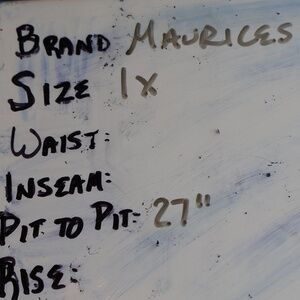 BRAND MAURICES
SIZE 1X
WAIST:
INSEAM:
PIT TO PIT: 27"
RISE: